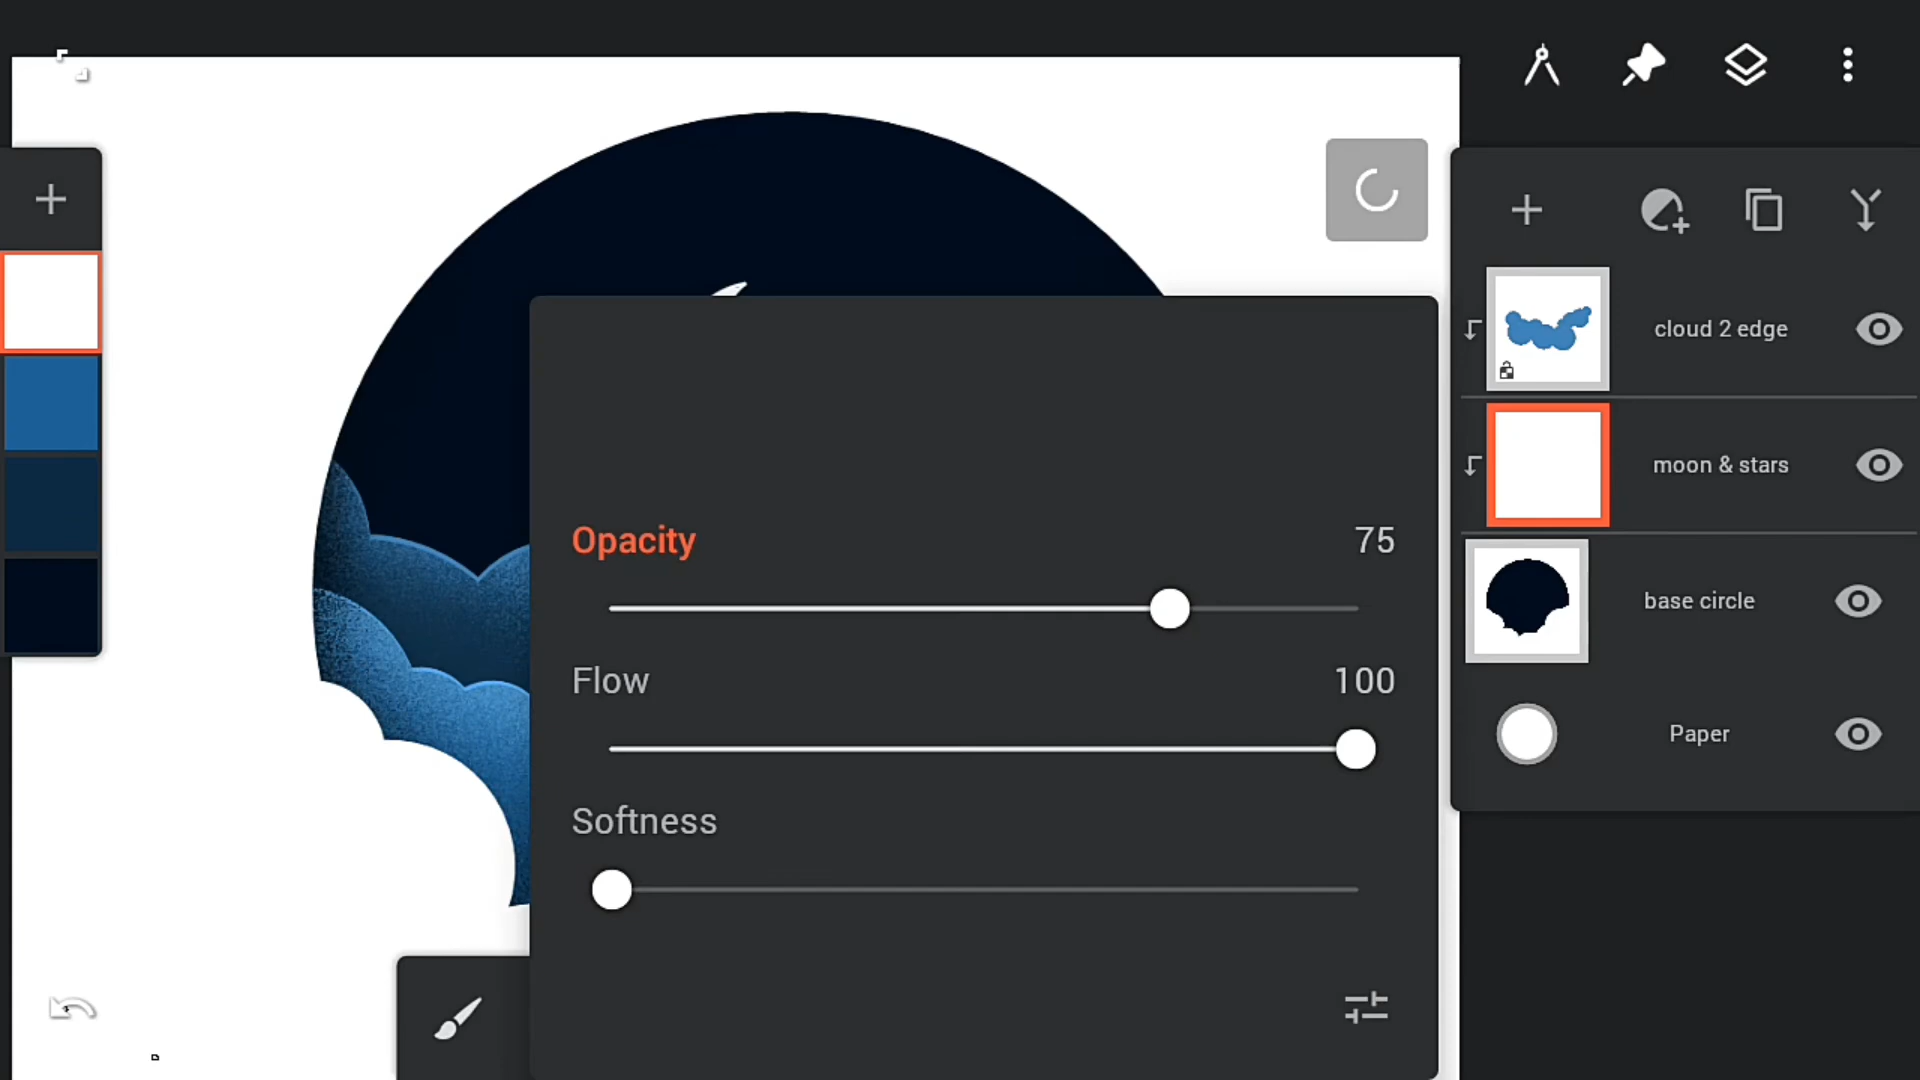 cloud 2 edge
moon & stars
Opacity 75
base circle
Flow 100
Paper
Softness